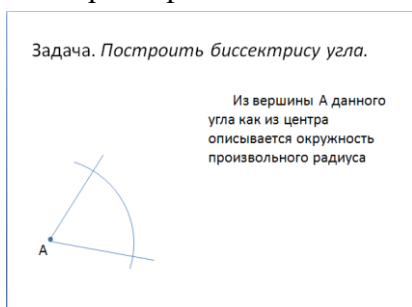 Задача. Построить биссектрису угла.
Из вершины А данного
угла как из центра
описывается окружность
произвольного радиуса
А